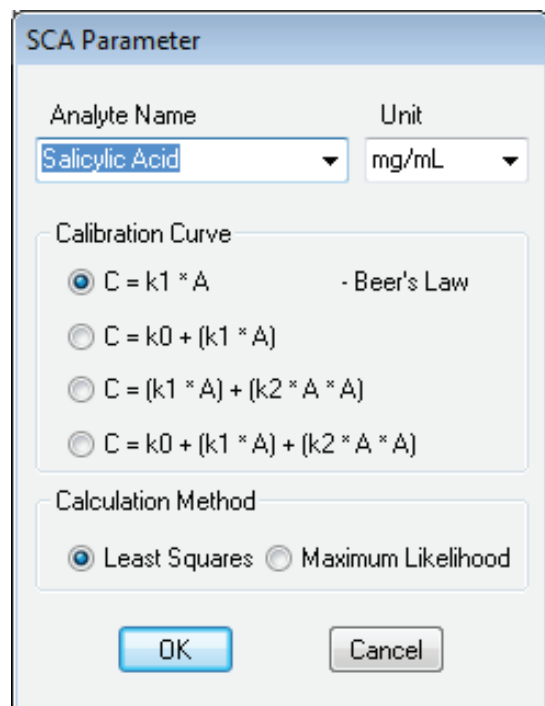 SCA Parameter
Analyte Name Unit
Salicylic Acid mg/mL
Calibration Curve
C = k1 * A - Beer's Law
C = k0 + (k1 * A)
C = (k1 * A) + (k2 * A * A)
C = k0 + (k1 * A) + (k2 * A * A)
Calculation Method
Least Squares Maximum Likelihood
OK Cancel